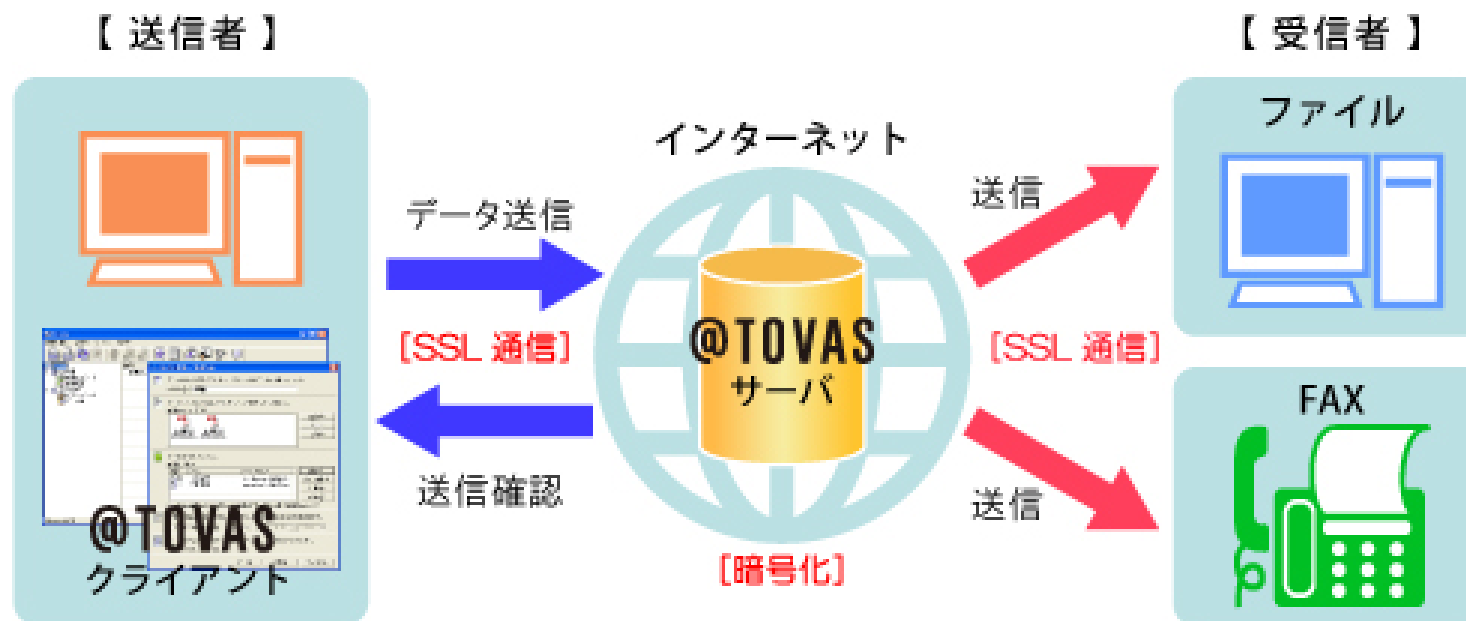 【 送信者 】
【 受信者 】
ファイル
インターネット
送信
データ送信
[SSL 通信]
@TOVAS
サーバ
[SSL 通信]
FAX
送信確認
送信
@TOVAS
クライアント
[暗号化]